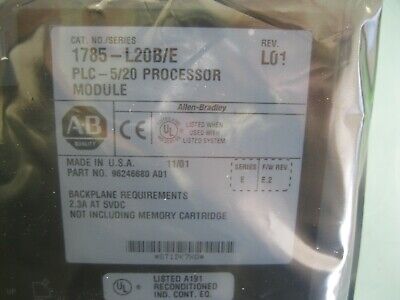 CAT. NO./SERIES
1785-L20B/E
PLC-5/20 PROCESSOR
MODULE
REV.
L01
Allen-Bradley
AB
QUALITY
UL
LISTED WHEN
USED WITH
LISTED SYSTEM
MADE IN U.S.A. 11/01
PART NO. 96246680 A01
SERIES F/W REV
E E.2
BACKPLANE REQUIREMENTS
2.3A AT 5VDC
NOT INCLUDING MEMORY CARTRIDGE
UL
LISTED A191
RECONDITIONED
IND. CONT. EQ.